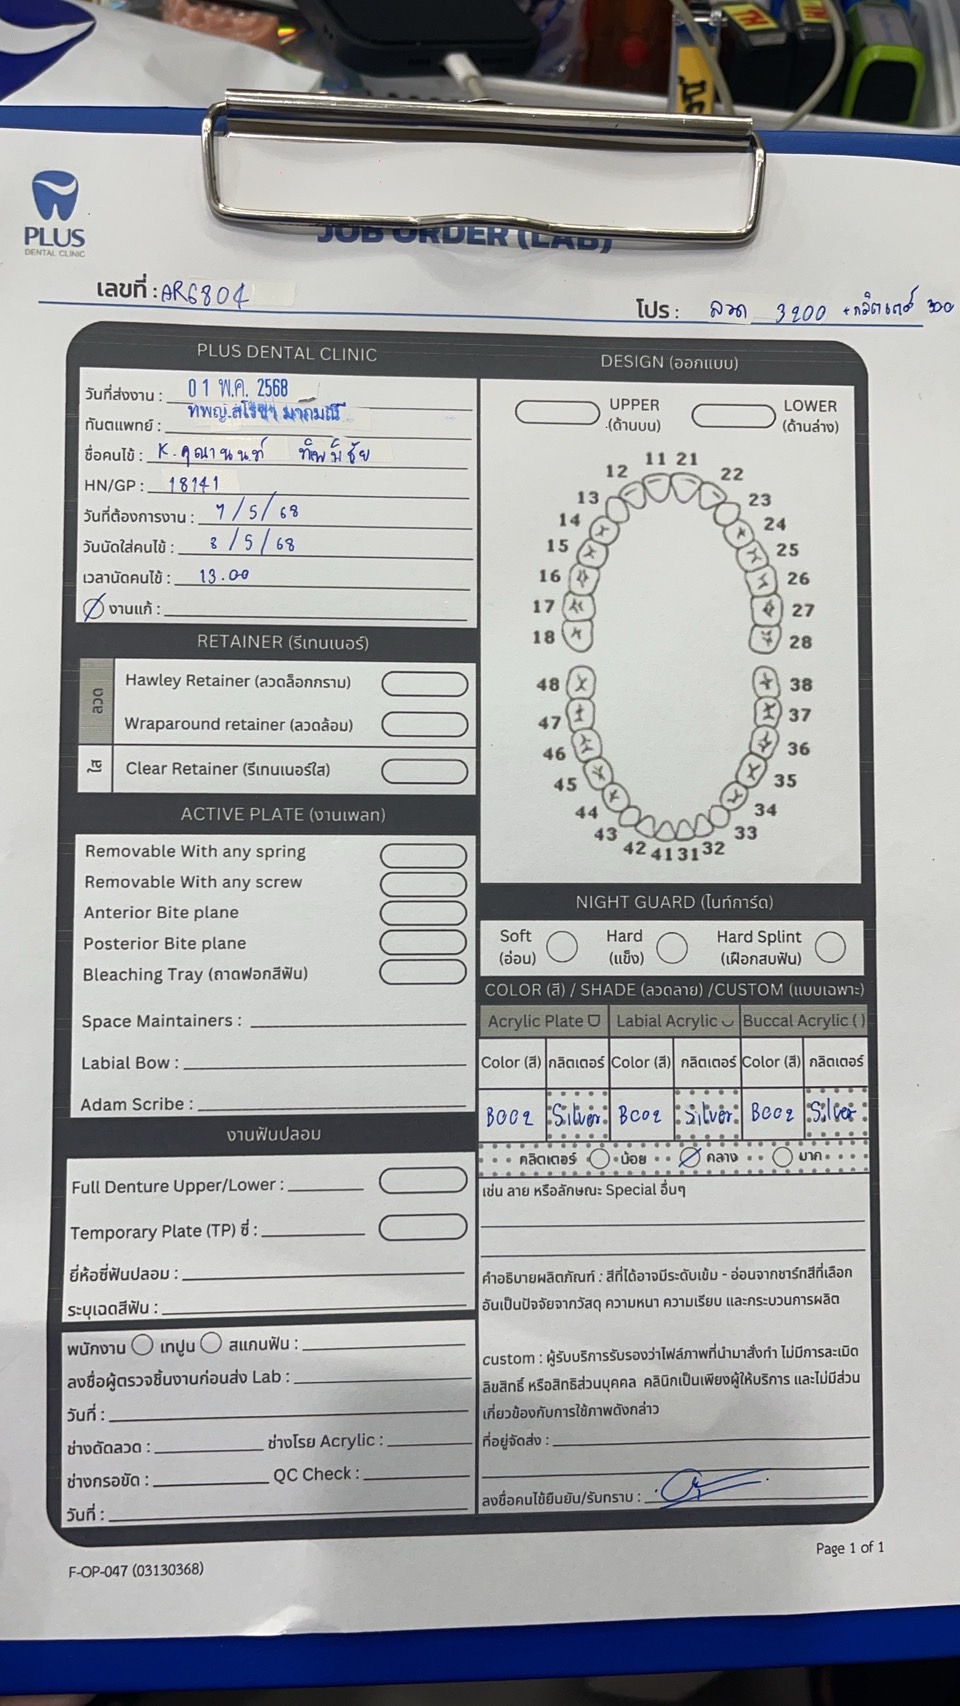 PLUS
DENTAL CLINIC
JOB ORDER (LAB)
เลขที่ : AR6804
โปร : ลวด 3200 +กลิตเตอร์ 300
PLUS DENTAL CLINIC
วันที่ส่งงาน : 01 พ.ค. 2568
ทันตแพทย์ : ทพญ.
ชื่อคนไข้ : K. คุณานนท์
HN/GP : 18141
วันที่ต้องการงาน : 7/5/68
วันนัดใส่คนไข้ : 8/5/68
เวลานัดคนไข้ : 13.00
งานแก้ :
RETAINER (รีเทนเนอร์)
ลวด
Hawley Retainer (ลวดล็อกกราม)
Wraparound retainer (ลวดล้อม)
ใส
Clear Retainer (รีเทนเนอร์ใส)
ACTIVE PLATE (งานเพลท)
Removable With any spring
Removable With any screw
Anterior Bite plane
Posterior Bite plane
Bleaching Tray (ถาดฟอกสีฟัน)
Space Maintainers :
Labial Bow :
Adam Scribe :
งานฟันปลอม
Full Denture Upper/Lower :
Temporary Plate (TP) ซี่ :
ยี่ห้อซี่ฟันปลอม :
ระบุเฉดสีฟัน :
พนักงาน เทปูน สแกนฟัน :
ลงชื่อผู้ตรวจชิ้นงานก่อนส่ง Lab :
วันที่ :
ช่างดัดลวด : ช่างโรย Acrylic :
ช่างกรอขัด : QC Check :
วันที่ :
DESIGN (ออกแบบ)
UPPER (ด้านบน) LOWER (ด้านล่าง)
11 21
12 22
13 23
14 24
15 25
16 26
17 27
18 28
48 38
47 37
46 36
45 35
44 34
43 33
42 41 31 32
NIGHT GUARD (ไนท์การ์ด)
Soft Hard Hard Splint
(อ่อน) (แข็ง) (เฝือกสบฟัน)
COLOR (สี) / SHADE (ลวดลาย) /CUSTOM (แบบเฉพาะ)
Acrylic Plate Labial Acrylic Buccal Acrylic ( )
Color (สี) กลิตเตอร์ Color (สี) กลิตเตอร์ Color (สี) กลิตเตอร์
BC02 Silver BC02 Silver BC02 Silver
กลิตเตอร์ น้อย กลาง มาก
เช่น ลาย หรือลักษณะ Special อื่นๆ
คำอธิบายผลิตภัณฑ์ : สีที่ได้อาจมีระดับเข้ม - อ่อนจากชาร์ทสีที่เลือก
อันเป็นปัจจัยจากวัสดุ ความหนา ความเรียบ และกระบวนการผลิต
custom : ผู้รับบริการรับรองว่าไฟล์ภาพที่นำมาสั่งทำ ไม่มีการละเมิด
ลิขสิทธิ์ หรือสิทธิส่วนบุคคล คลินิกเป็นเพียงผู้ให้บริการ และไม่มีส่วน
เกี่ยวข้องกับการใช้ภาพดังกล่าว
ที่อยู่จัดส่ง :
ลงชื่อคนไข้ยืนยัน/รับทราบ :
F-OP-047 (03130368)
Page 1 of 1